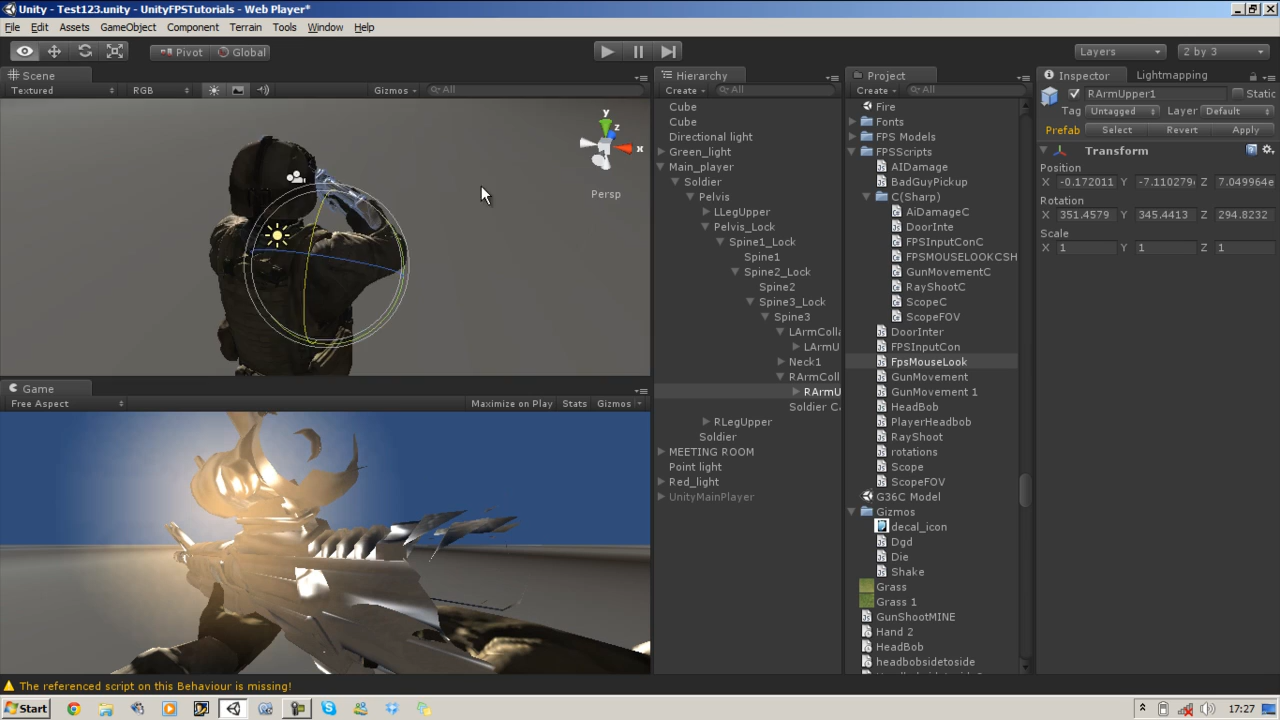 Unity - Test123.unity - UnityFPSTutorials - Web Player*
File Edit Assets GameObject Component Terrain Tools Window Help
Pivot Global Layers 2 by 3
Scene
Textured RGB Gizmos All
y
z
x
Persp
Game
Free Aspect Maximize on Play Stats Gizmos
Hierarchy
Create All
Cube
Cube
Directional light
Green_light
Main_player
Soldier
Pelvis
LLegUpper
Pelvis_Lock
Spine1_Lock
Spine1
Spine2_Lock
Spine2
Spine3_Lock
Spine3
LArmColla
LArmU
Neck1
RArmColl
RArmU
Soldier Ca
RLegUpper
Soldier
MEETING ROOM
Point light
Red_light
UnityMainPlayer
Project
Create All
Fire
Fonts
FPS Models
FPSScripts
AIDamage
BadGuyPickup
C(Sharp)
AiDamageC
DoorInte
FPSInputConC
FPSMOUSELOOKCSH
GunMovementC
RayShootC
ScopeC
ScopeFOV
DoorInter
FPSInputCon
FpsMouseLook
GunMovement
GunMovement 1
HeadBob
PlayerHeadbob
RayShoot
rotations
Scope
ScopeFOV
G36C Model
Gizmos
decal_icon
Dgd
Die
Shake
Grass
Grass 1
GunShootMINE
Hand 2
HeadBob
headbobsidetoside
Inspector Lightmapping
RArmUpper1 Static
Tag Untagged Layer Default
Prefab Select Revert Apply
Transform
Position
X -0.172011 Y -7.110279 Z 7.049964e
Rotation
X 351.4579 Y 345.4413 Z 294.8232
Scale
X 1 Y 1 Z 1
The referenced script on this Behaviour is missing!
Start 17:27